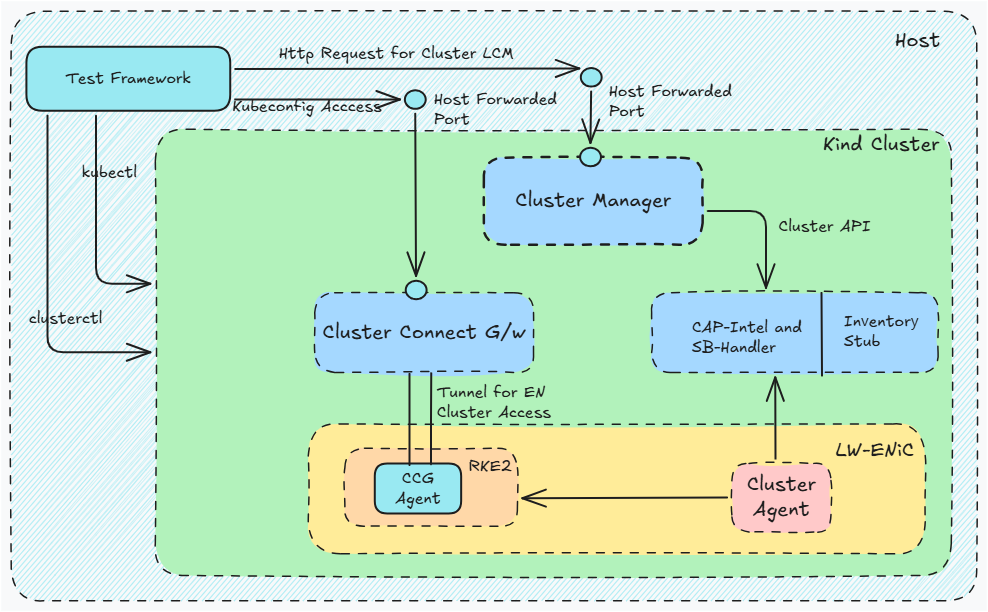 Host
Http Request for Cluster LCM
Test Framework
Kubeconfig Acccess
Host Forwarded
Port
Host Forwarded
Port
Kind Cluster
kubectl
Cluster Manager
Cluster API
clusterctl
Cluster Connect G/w
CAP-Intel and
SB-Handler
Inventory
Stub
Tunnel for EN
Cluster Access
LW-ENiC
RKE2
CCG
Agent
Cluster
Agent